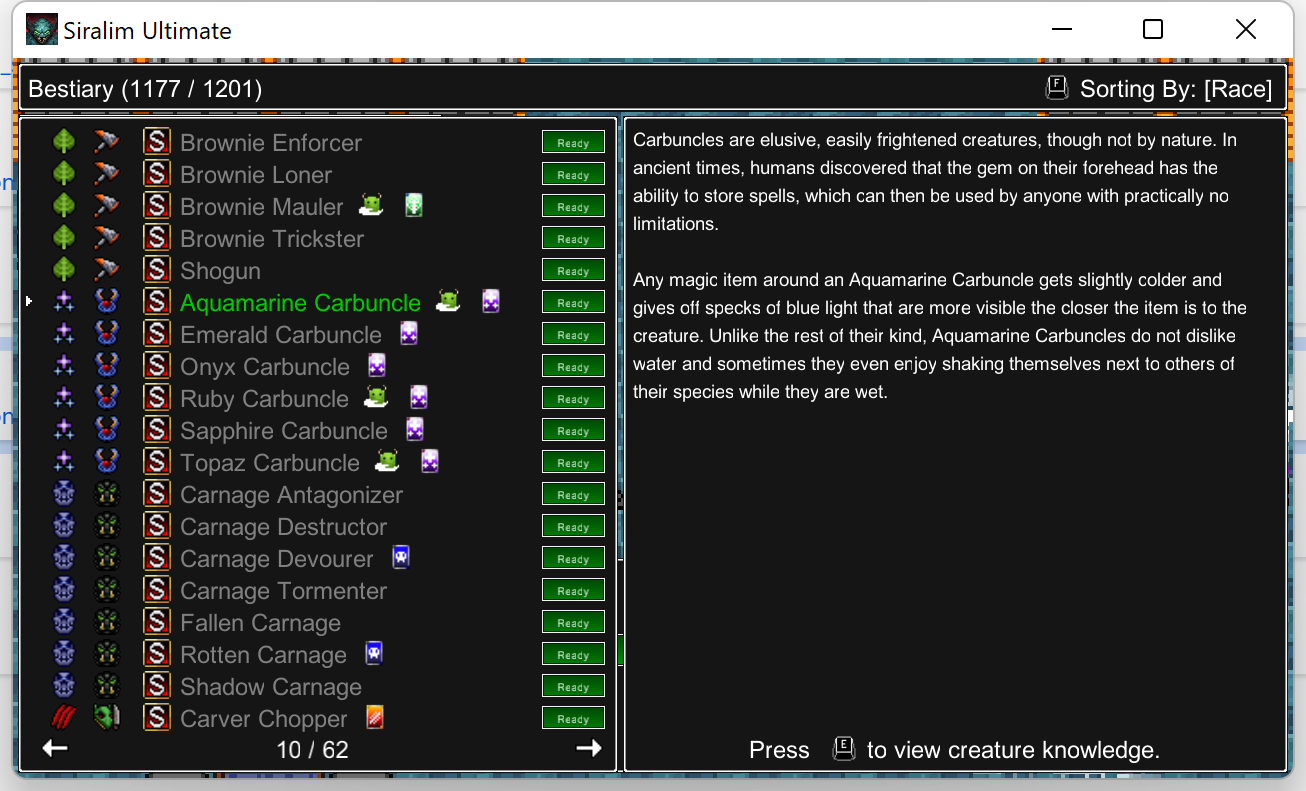 Siralim Ultimate
Bestiary (1177 / 1201)
F Sorting By: [Race]
S Brownie Enforcer Ready
S Brownie Loner Ready
S Brownie Mauler Ready
S Brownie Trickster Ready
S Shogun Ready
S Aquamarine Carbuncle Ready
S Emerald Carbuncle Ready
S Onyx Carbuncle Ready
S Ruby Carbuncle Ready
S Sapphire Carbuncle Ready
S Topaz Carbuncle Ready
S Carnage Antagonizer Ready
S Carnage Destructor Ready
S Carnage Devourer Ready
S Carnage Tormenter Ready
S Fallen Carnage Ready
S Rotten Carnage Ready
S Shadow Carnage Ready
S Carver Chopper Ready
10 / 62
Carbuncles are elusive, easily frightened creatures, though not by nature. In
ancient times, humans discovered that the gem on their forehead has the
ability to store spells, which can then be used by anyone with practically no
limitations.
Any magic item around an Aquamarine Carbuncle gets slightly colder and
gives off specks of blue light that are more visible the closer the item is to the
creature. Unlike the rest of their kind, Aquamarine Carbuncles do not dislike
water and sometimes they even enjoy shaking themselves next to others of
their species while they are wet.
Press E to view creature knowledge.